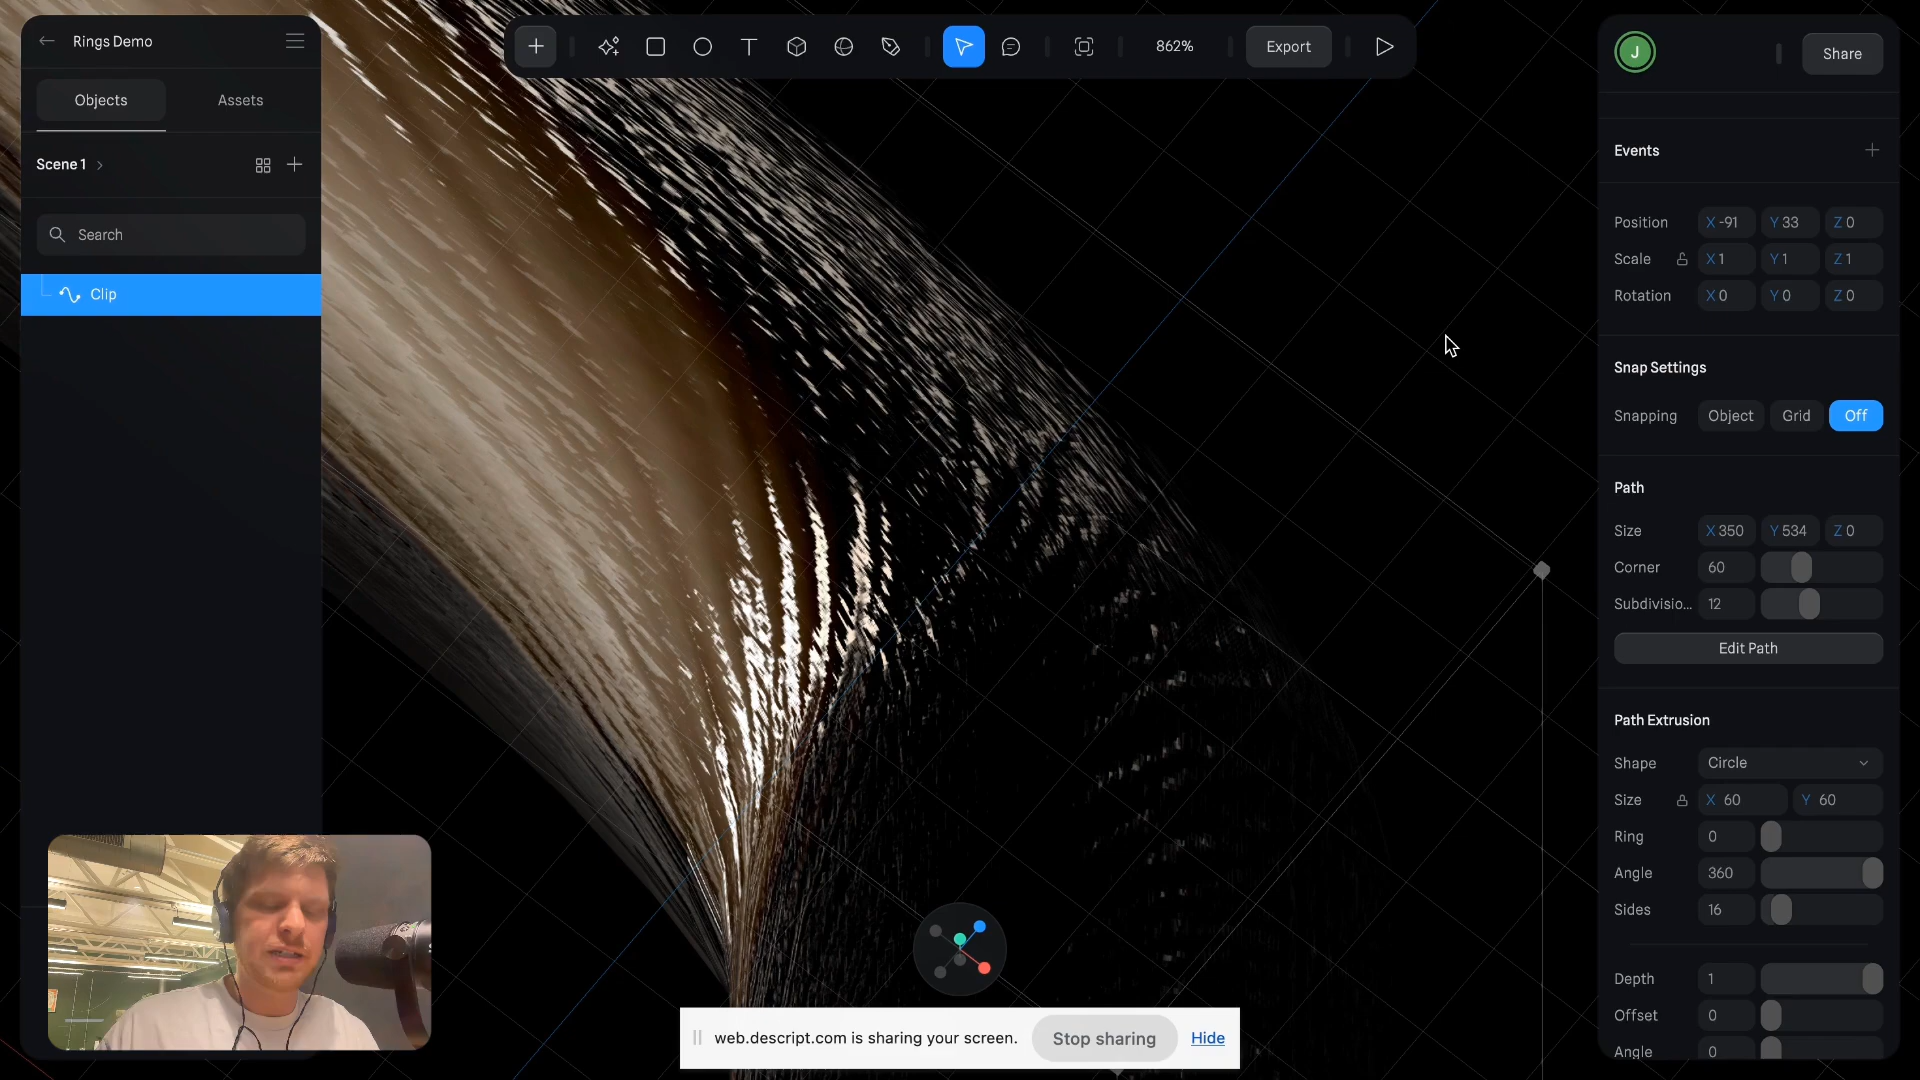 Rings Demo
862%
Export
J
Share
Objects
Assets
Scene 1
Search
Clip
Events
Position X -91 Y 33 Z 0
Scale X 1 Y 1 Z 1
Rotation X 0 Y 0 Z 0
Snap Settings
Snapping Object Grid Off
Path
Size X 350 Y 534 Z 0
Corner 60
Subdivisio... 12
Edit Path
Path Extrusion
Shape Circle
Size X 60 Y 60
Ring 0
Angle 360
Sides 16
Depth 1
Offset 0
Angle 0
web.descript.com is sharing your screen. Stop sharing Hide